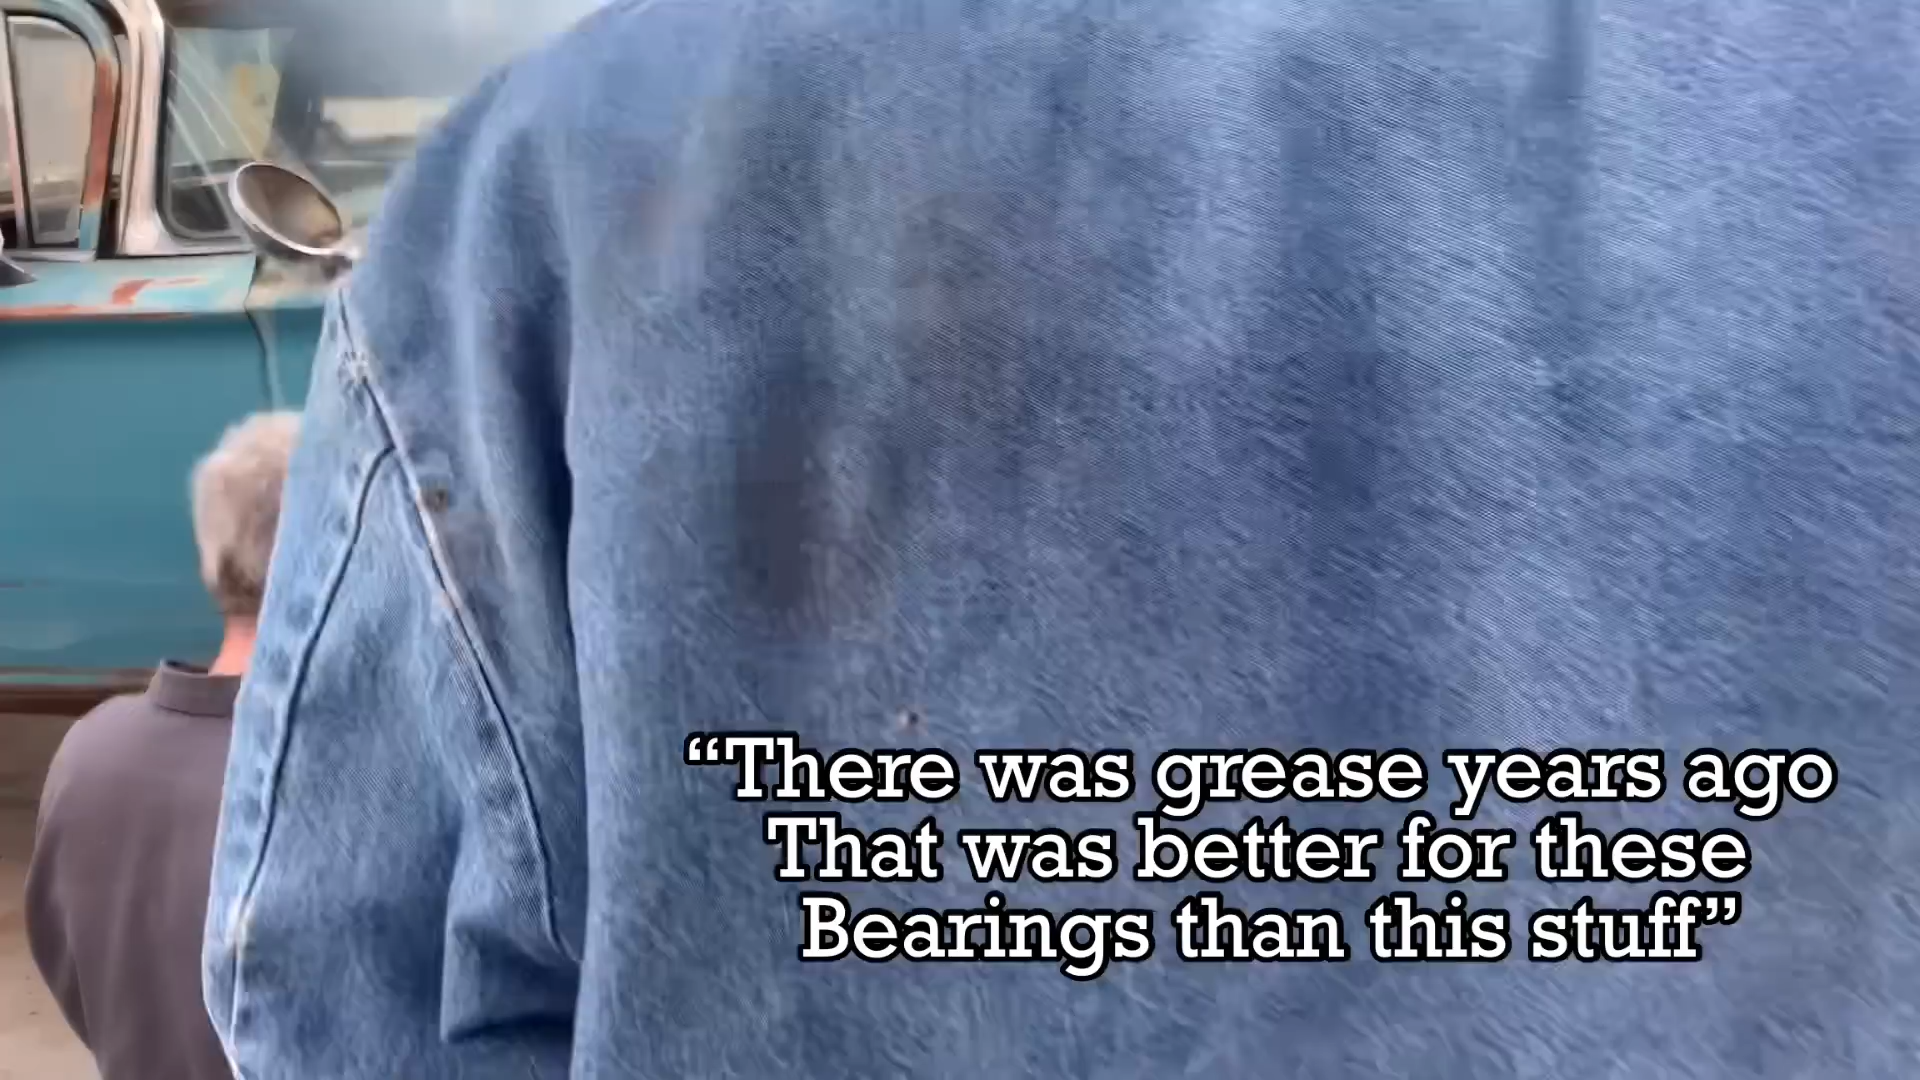 “There was grease years ago
That was better for these
Bearings than this stuff”